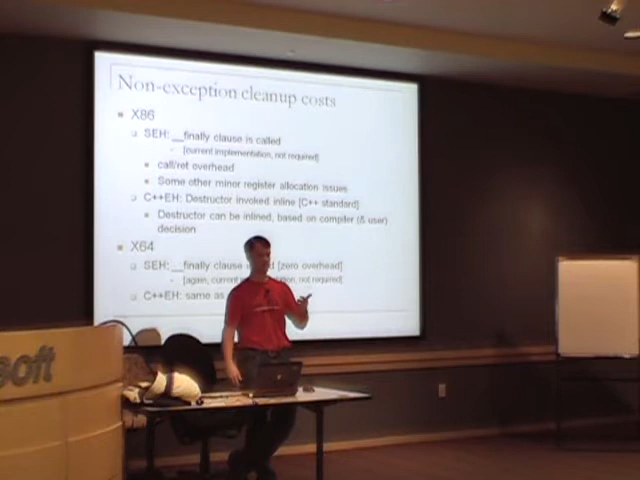 Non-exception cleanup costs
X86
SEH: __finally clause is called
[current implementation, not required]
call/ret overhead
Some other minor register allocation issues
C++EH: Destructor invoked inline [C++ standard]
Destructor can be inlined, based on compiler (& user)
decision
X64
SEH: __finally clause d [zero overhead]
[again, current ntation, not required]
C++EH: same as
osoft